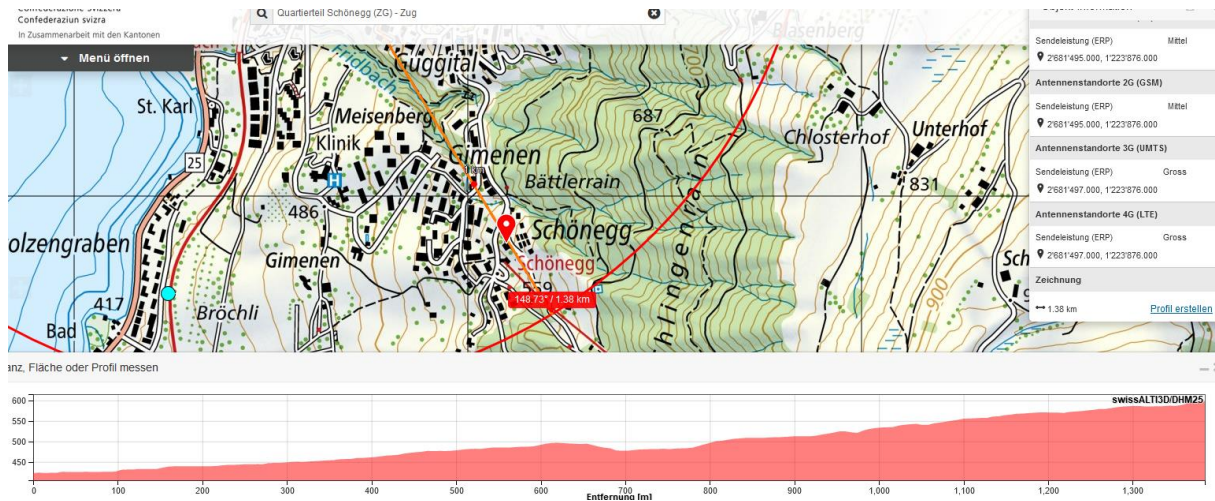 Confederaziun svizra
In Zusammenarbeit mit den Kantonen
Menü öffnen
Quartierteil Schönegg (ZG) - Zug
Blasenberg
Sendeleistung (ERP) Mittel
2'681'495.000, 1'223'876.000
Antennenstandorte 2G (GSM)
Sendeleistung (ERP) Mittel
2'681'495.000, 1'223'876.000
Antennenstandorte 3G (UMTS)
Sendeleistung (ERP) Gross
2'681'497.000, 1'223'876.000
Antennenstandorte 4G (LTE)
Sendeleistung (ERP) Gross
2'681'497.000, 1'223'876.000
Zeichnung
1.38 km Profil erstellen
Fridbach
700
St. Karl
Meisenberg
687
Chlosterhof
Unterhof
Klinik
25
H
Gimenen
Bättlerrain
831
486
olzengraben
Schönegg
Gimenen
Schönegg
Sch
559
148.73° / 1.38 km
417
Bröchli
900
Bad
hlingenrain
anz, Fläche oder Profil messen
swissALTI3D/DHM25
600
550
500
450
0 100 200 300 400 500 600 700 800 900 1,000 1,100 1,200 1,300
Entfernung [m]